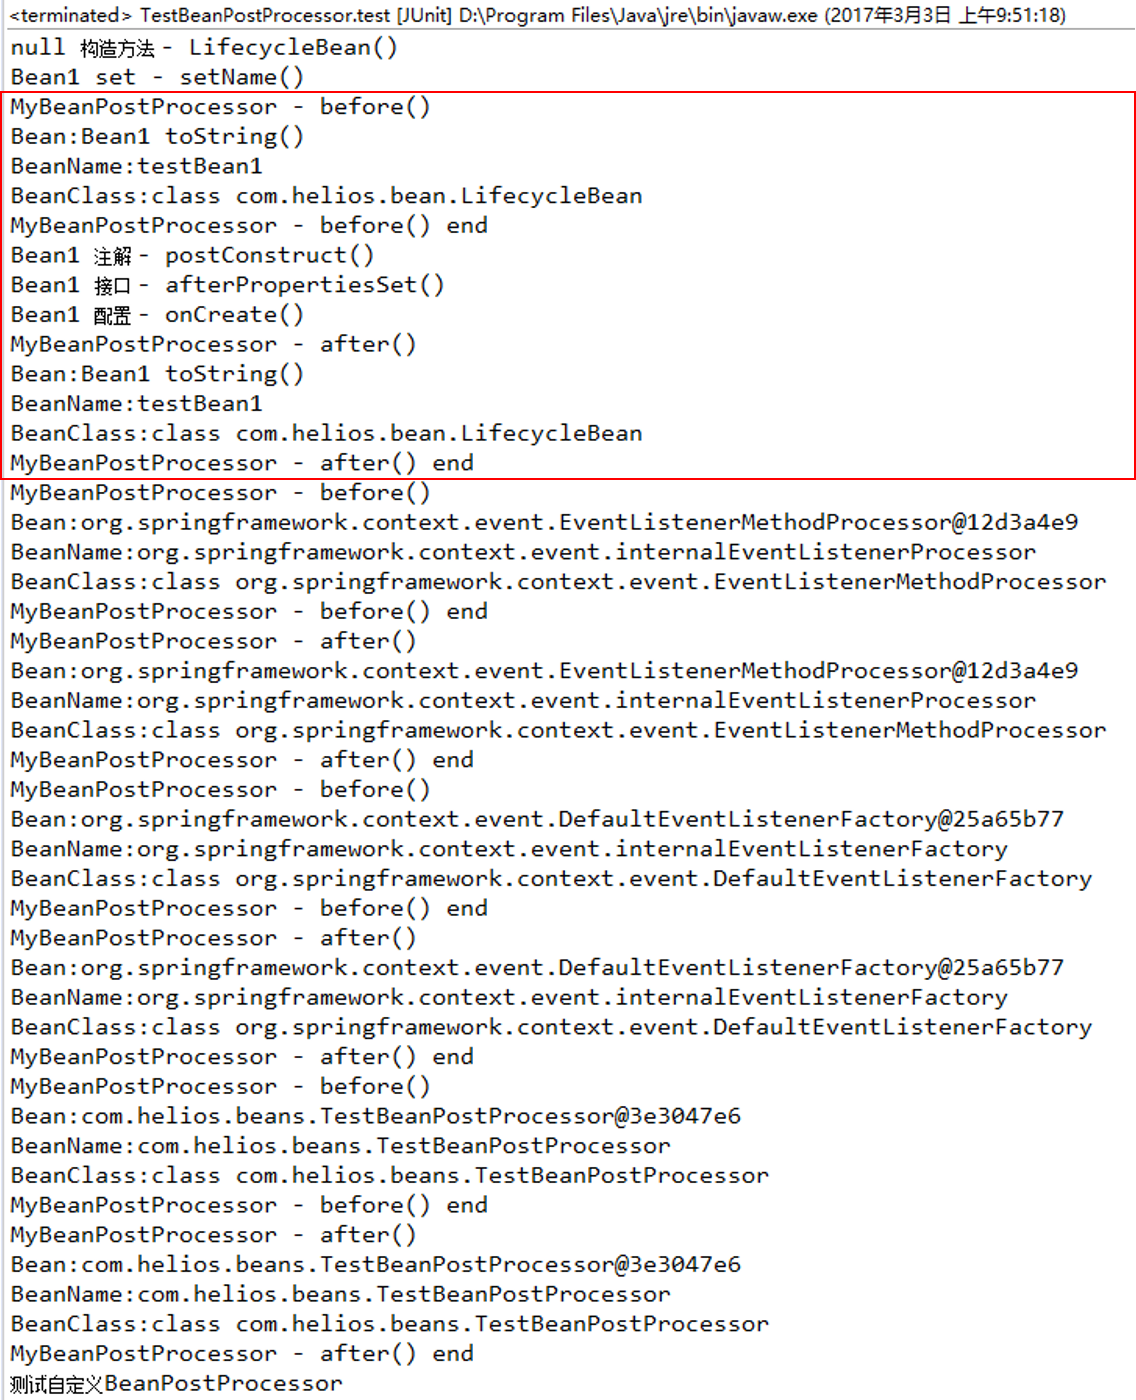 <terminated> TestBeanPostProcessor.test [JUnit] D:\Program Files\Java\jre\bin\javaw.exe (2017年3月3日 上午9:51:18)
null 构造方法 - LifecycleBean()
Bean1 set - setName()
MyBeanPostProcessor - before()
Bean:Bean1 toString()
BeanName:testBean1
BeanClass:class com.helios.bean.LifecycleBean
MyBeanPostProcessor - before() end
Bean1 注解 - postConstruct()
Bean1 接口 - afterPropertiesSet()
Bean1 配置 - onCreate()
MyBeanPostProcessor - after()
Bean:Bean1 toString()
BeanName:testBean1
BeanClass:class com.helios.bean.LifecycleBean
MyBeanPostProcessor - after() end
MyBeanPostProcessor - before()
Bean:org.springframework.context.event.EventListenerMethodProcessor@12d3a4e9
BeanName:org.springframework.context.event.internalEventListenerProcessor
BeanClass:class org.springframework.context.event.EventListenerMethodProcessor
MyBeanPostProcessor - before() end
MyBeanPostProcessor - after()
Bean:org.springframework.context.event.EventListenerMethodProcessor@12d3a4e9
BeanName:org.springframework.context.event.internalEventListenerProcessor
BeanClass:class org.springframework.context.event.EventListenerMethodProcessor
MyBeanPostProcessor - after() end
MyBeanPostProcessor - before()
Bean:org.springframework.context.event.DefaultEventListenerFactory@25a65b77
BeanName:org.springframework.context.event.internalEventListenerFactory
BeanClass:class org.springframework.context.event.DefaultEventListenerFactory
MyBeanPostProcessor - before() end
MyBeanPostProcessor - after()
Bean:org.springframework.context.event.DefaultEventListenerFactory@25a65b77
BeanName:org.springframework.context.event.internalEventListenerFactory
BeanClass:class org.springframework.context.event.DefaultEventListenerFactory
MyBeanPostProcessor - after() end
MyBeanPostProcessor - before()
Bean:com.helios.beans.TestBeanPostProcessor@3e3047e6
BeanName:com.helios.beans.TestBeanPostProcessor
BeanClass:class com.helios.beans.TestBeanPostProcessor
MyBeanPostProcessor - before() end
MyBeanPostProcessor - after()
Bean:com.helios.beans.TestBeanPostProcessor@3e3047e6
BeanName:com.helios.beans.TestBeanPostProcessor
BeanClass:class com.helios.beans.TestBeanPostProcessor
MyBeanPostProcessor - after() end
测试自定义BeanPostProcessor